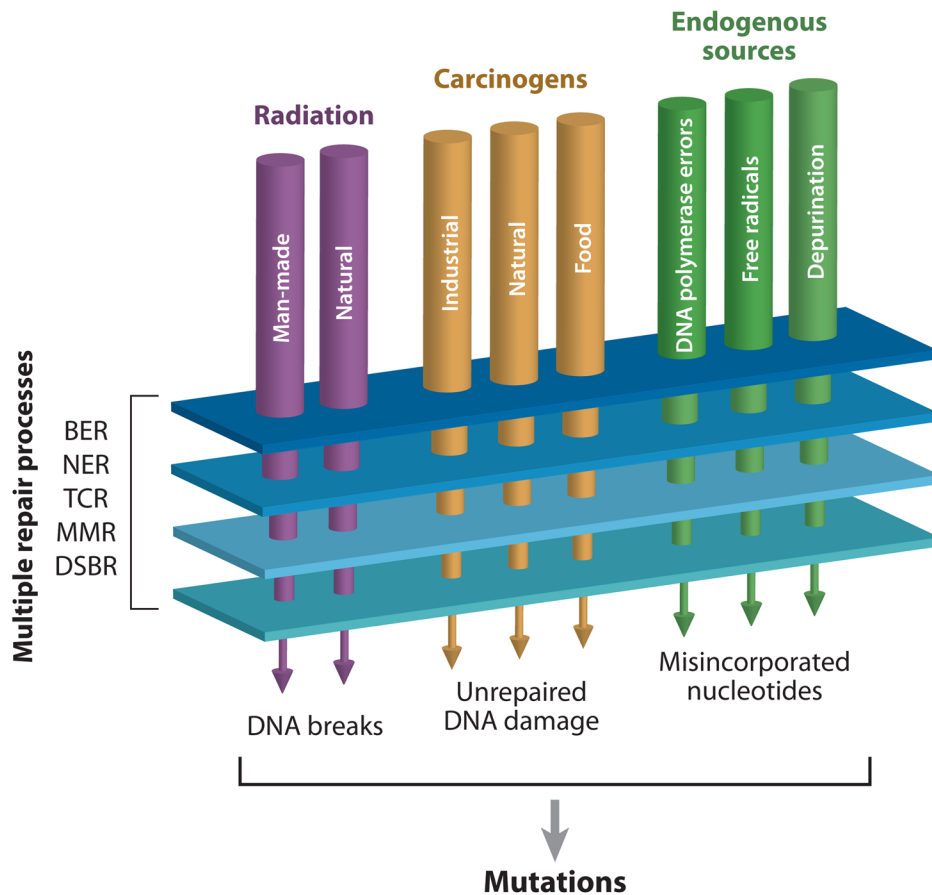 Endogenous
sources
Carcinogens
Radiation
Man-made
Natural
Industrial
Natural
Food
DNA polymerase errors
Free radicals
Depurination
Multiple repair processes
BER
NER
TCR
MMR
DSBR
DNA breaks
Unrepaired
DNA damage
Misincorporated
nucleotides
Mutations